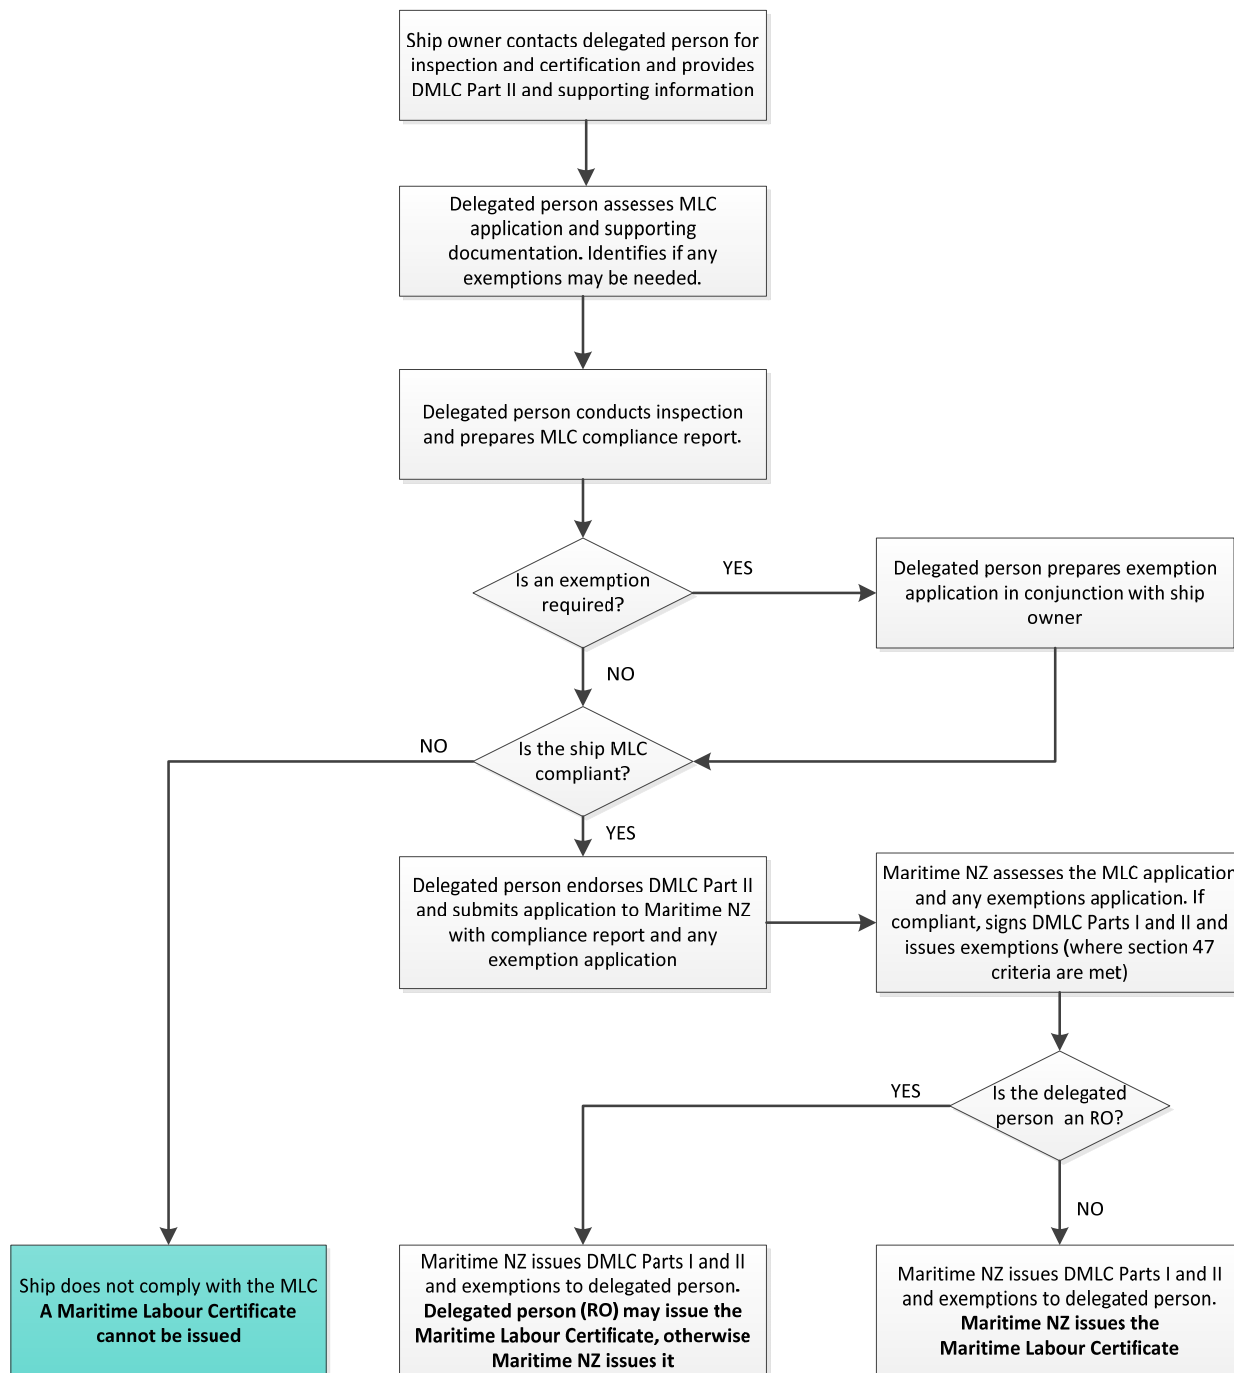 Ship owner contacts delegated person for
inspection and certification and provides
DMLC Part II and supporting information
Delegated person assesses MLC
application and supporting
documentation. Identifies if any
exemptions may be needed.
Delegated person conducts inspection
and prepares MLC compliance report.
Is an exemption
required?
YES
Delegated person prepares exemption
application in conjunction with ship
owner
NO
Is the ship MLC
compliant?
NO
YES
Delegated person endorses DMLC Part II
and submits application to Maritime NZ
with compliance report and any
exemption application
Maritime NZ assesses the MLC application
and any exemptions application. If
compliant, signs DMLC Parts I and II and
issues exemptions (where section 47
criteria are met)
Is the delegated
person an RO?
YES
NO
Ship does not comply with the MLC
A Maritime Labour Certificate
cannot be issued
Maritime NZ issues DMLC Parts I and II
and exemptions to delegated person.
Delegated person (RO) may issue the
Maritime Labour Certificate, otherwise
Maritime NZ issues it
Maritime NZ issues DMLC Parts I and II
and exemptions to delegated person.
Maritime NZ issues the
Maritime Labour Certificate